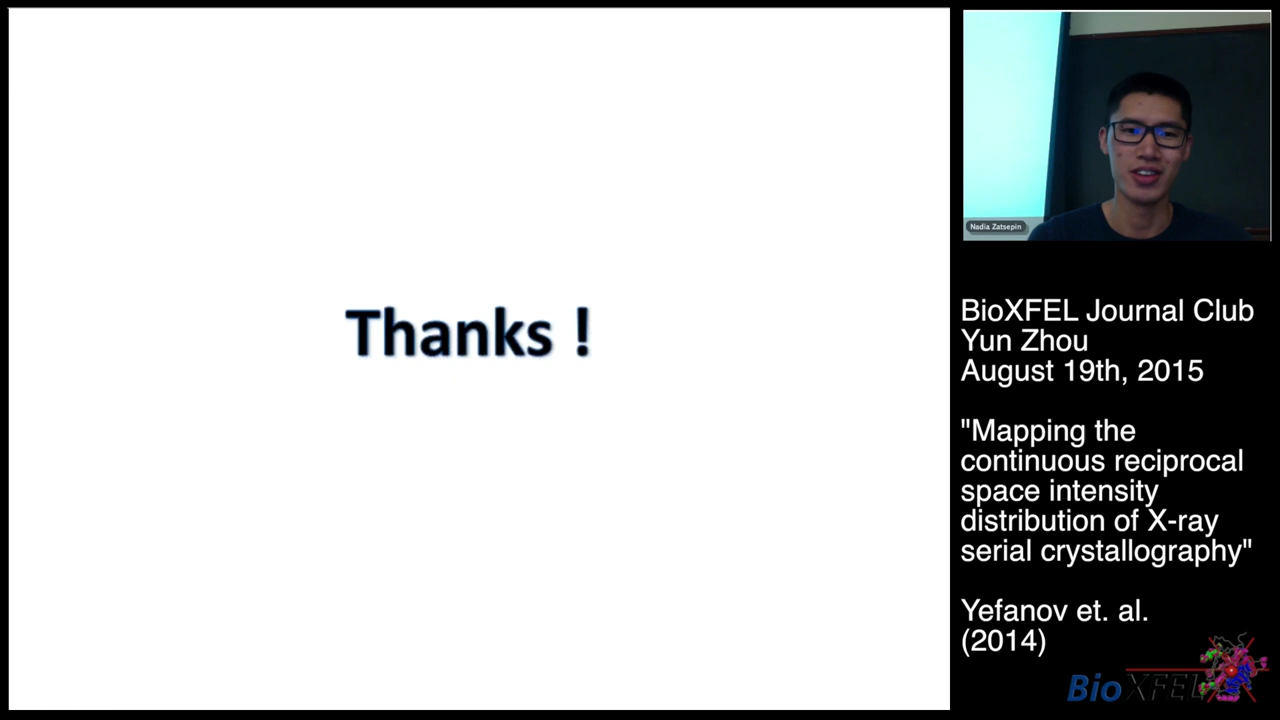 Thanks !
Nadia Zatsepin
BioXFEL Journal Club
Yun Zhou
August 19th, 2015
"Mapping the
continuous reciprocal
space intensity
distribution of X-ray
serial crystallography"
Yefanov et. al.
(2014)
BioXFEL